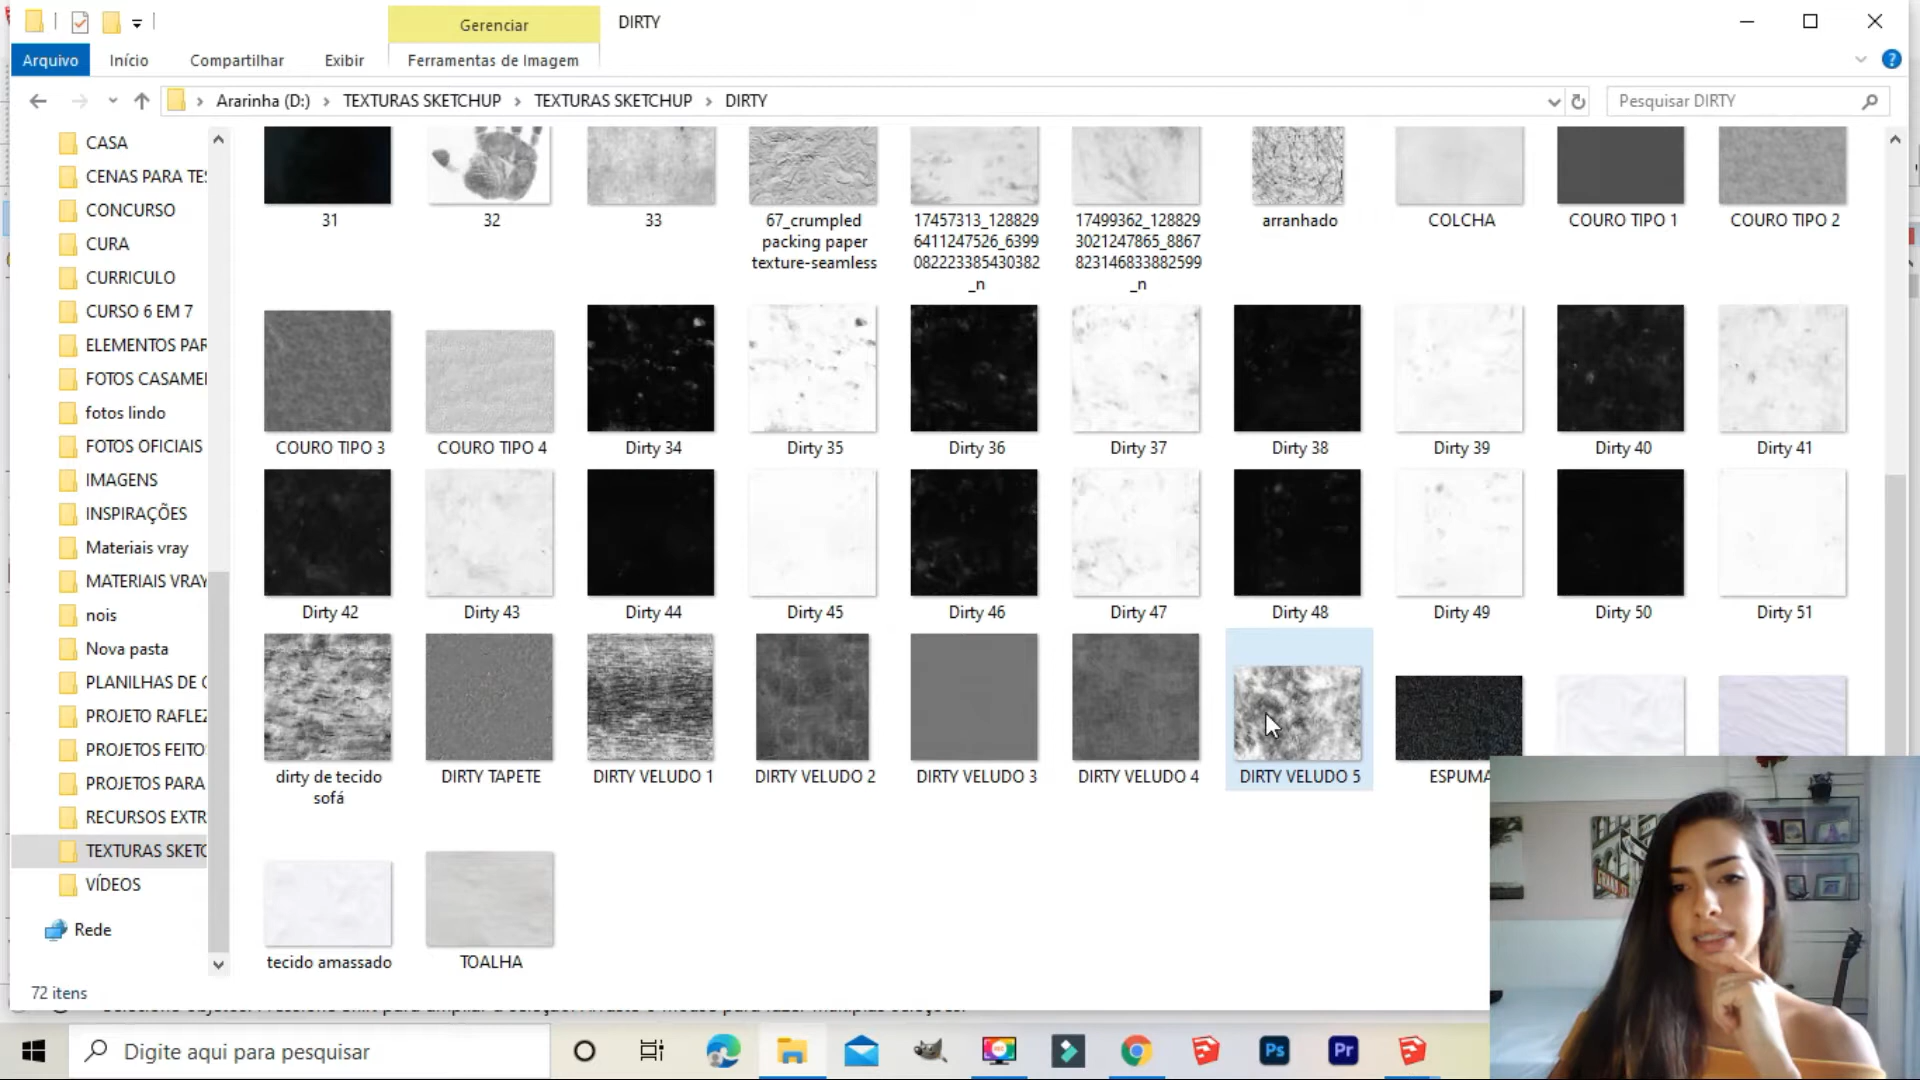 Gerenciar
DIRTY
Arquivo
Início
Compartilhar
Exibir
Ferramentas de Imagem
Ararinha (D:)
TEXTURAS SKETCHUP
TEXTURAS SKETCHUP
DIRTY
Pesquisar DIRTY
CASA
CENAS PARA TES
CONCURSO
CURA
CURRICULO
CURSO 6 EM 7
ELEMENTOS PAR
FOTOS CASAMEI
fotos lindo
FOTOS OFICIAIS
IMAGENS
INSPIRAÇÕES
Materiais vray
MATERIAIS VRAY
nois
Nova pasta
PLANILHAS DE C
PROJETO RAFLEZ
PROJETOS FEITO
PROJETOS PARA
RECURSOS EXTR
TEXTURAS SKETC
VÍDEOS
Rede
31
32
33
67_crumpled
packing paper
texture-seamless
17457313_128829
6411247526_6399
082223385430382
_n
17499362_128829
3021247865_8867
823146833882599
_n
arranhado
COLCHA
COURO TIPO 1
COURO TIPO 2
COURO TIPO 3
COURO TIPO 4
Dirty 34
Dirty 35
Dirty 36
Dirty 37
Dirty 38
Dirty 39
Dirty 40
Dirty 41
Dirty 42
Dirty 43
Dirty 44
Dirty 45
Dirty 46
Dirty 47
Dirty 48
Dirty 49
Dirty 50
Dirty 51
dirty de tecido
sofá
DIRTY TAPETE
DIRTY VELUDO 1
DIRTY VELUDO 2
DIRTY VELUDO 3
DIRTY VELUDO 4
DIRTY VELUDO 5
ESPUMA
tecido amassado
TOALHA
72 itens
Digite aqui para pesquisar
Ps
Pr